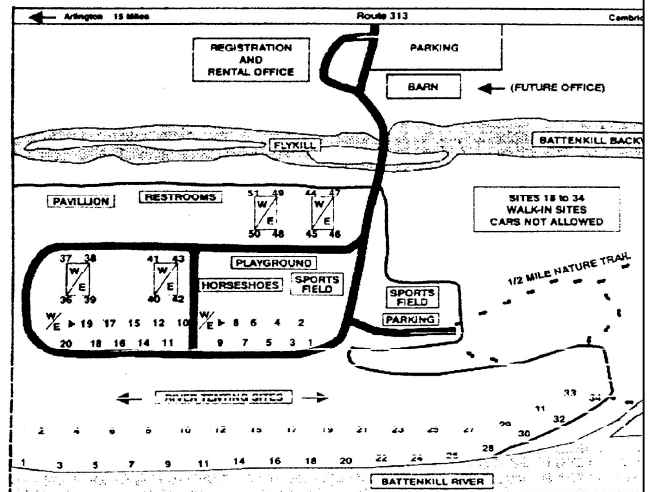 Arlington 15 Miles
Route 313
REGISTRATION
AND
RENTAL OFFICE
PARKING
BARN
(FUTURE OFFICE)
FLYKILL
BATTENKILL
PAVILLION
RESTROOMS
51 49 44 47
W W
E E
50 48 45 46
SITES 18 to 34
WALK-IN SITES
CARS NOT ALLOWED
1/2 MILE NATURE TRAIL
37 38 41 43
W W
E E
36 39 40 42
PLAYGROUND
HORSESHOES
SPORTS
FIELD
SPORTS
FIELD
PARKING
W/E 19 17 15 12 10 W/E 8 6 4 2
20 18 16 14 11 9 7 5 3 1
RIVER TENTING SITES
33 34
31 32
2 4 6 8 10 12 15 17 19 21 23 25 27 29 30
1 3 5 7 9 11 14 16 18 20 22 24 28
BATTENKILL RIVER